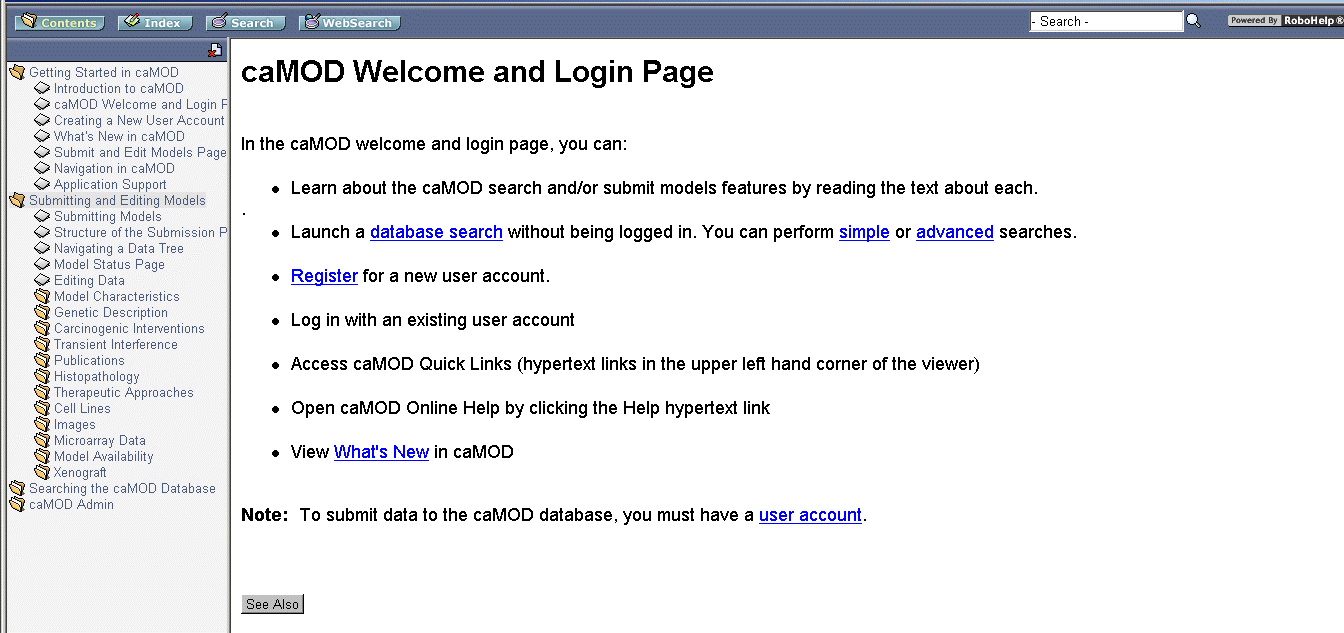 Contents Index Search WebSearch - Search - Powered By RoboHelp®
Getting Started in caMOD
Introduction to caMOD
caMOD Welcome and Login P
Creating a New User Account
What's New in caMOD
Submit and Edit Models Page
Navigation in caMOD
Application Support
Submitting and Editing Models
Submitting Models
Structure of the Submission P
Navigating a Data Tree
Model Status Page
Editing Data
Model Characteristics
Genetic Description
Carcinogenic Interventions
Transient Interference
Publications
Histopathology
Therapeutic Approaches
Cell Lines
Images
Microarray Data
Model Availability
Xenograft
Searching the caMOD Database
caMOD Admin
caMOD Welcome and Login Page
In the caMOD welcome and login page, you can:
• Learn about the caMOD search and/or submit models features by reading the text about each.
.
• Launch a database search without being logged in. You can perform simple or advanced searches.
• Register for a new user account.
• Log in with an existing user account
• Access caMOD Quick Links (hypertext links in the upper left hand corner of the viewer)
• Open caMOD Online Help by clicking the Help hypertext link
• View What's New in caMOD
Note: To submit data to the caMOD database, you must have a user account.
See Also